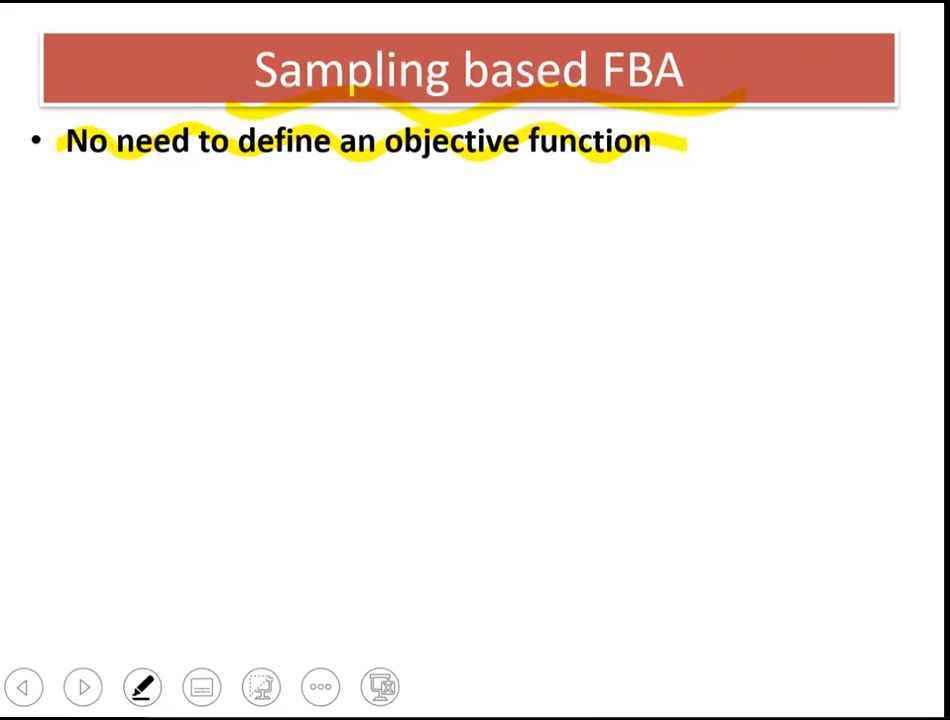 Sampling based FBA
• No need to define an objective function